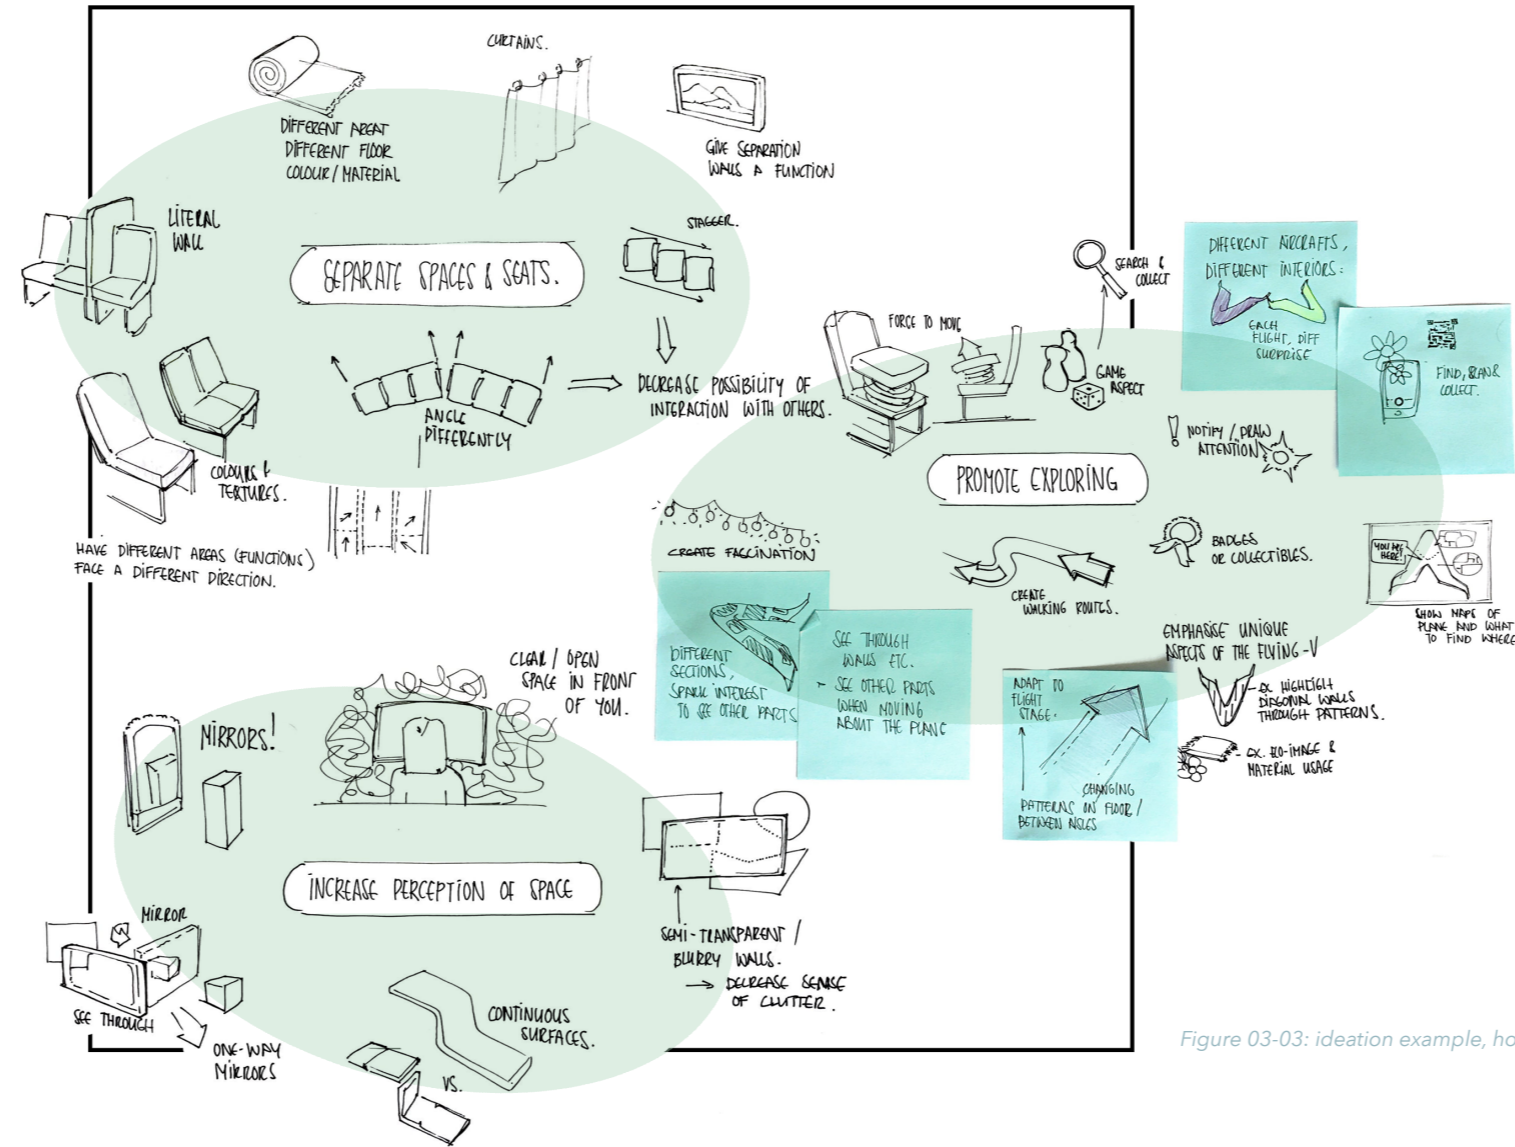 CURTAINS.
DIFFERENT AREAT
DIFFERENT FLOOR
COLOUR/MATERIAL
GIVE SEPARATION
WALLS A FUNCTION
LITERAL
WALL
SEPARATE SPACES & SEATS.
STAGGER.
ANGLE
DIFFERENTLY
DECREASE POSSIBILITY OF
INTERACTION WITH OTHERS.
COLOURS &
TEXTURES.
HAVE DIFFERENT AREAS (FUNCTIONS)
FACE A DIFFERENT DIRECTION.
SEARCH &
COLLECT
FORCE TO MOVE
GAME
ASPECT
DIFFERENT AIRCRAFTS,
DIFFERENT INTERIORS:
EACH
FLIGHT, DIFF
SURPRISE
FIND, SCAN &
COLLECT.
! NOTIFY / DRAW
ATTENTION
PROMOTE EXPLORING
CREATE FASCINATION
BADGES
OR COLLECTIBLES.
CREATE
WALKING ROUTES.
YOU ARE
HERE!
SHOW MAPS OF
PLANE AND WHAT
TO FIND WHERE
EMPHASISE UNIQUE
ASPECTS OF THE FLYING-V
EX. HIGHLIGH
DIAGONAL WALLS
THROUGH PATTERNS.
EX. ECO-IMAGE &
MATERIAL USAGE
DIFFERENT
SECTIONS,
SPARK INTEREST
TO SEE OTHER PARTS
SEE THROUGH
WALLS ETC.
SEE OTHER PARTS
WHEN MOVING
ABOUT THE PLANE
ADAPT TO
FLIGHT
STAGE.
CHANGING
PATTERNS ON FLOOR /
BETWEEN AISLES
CLEAR / OPEN
SPACE IN FRONT
OF YOU.
MIRRORS!
INCREASE PERCEPTION OF SPACE
SEMI-TRANSPARENT /
BLURRY WALLS.
→ DECREASE SENSE
OF CLUTTER.
MIRROR
SEE THROUGH
ONE-WAY
MIRRORS
CONTINUOUS
SURFACES.
VS.
Figure 03-03: ideation example, ho